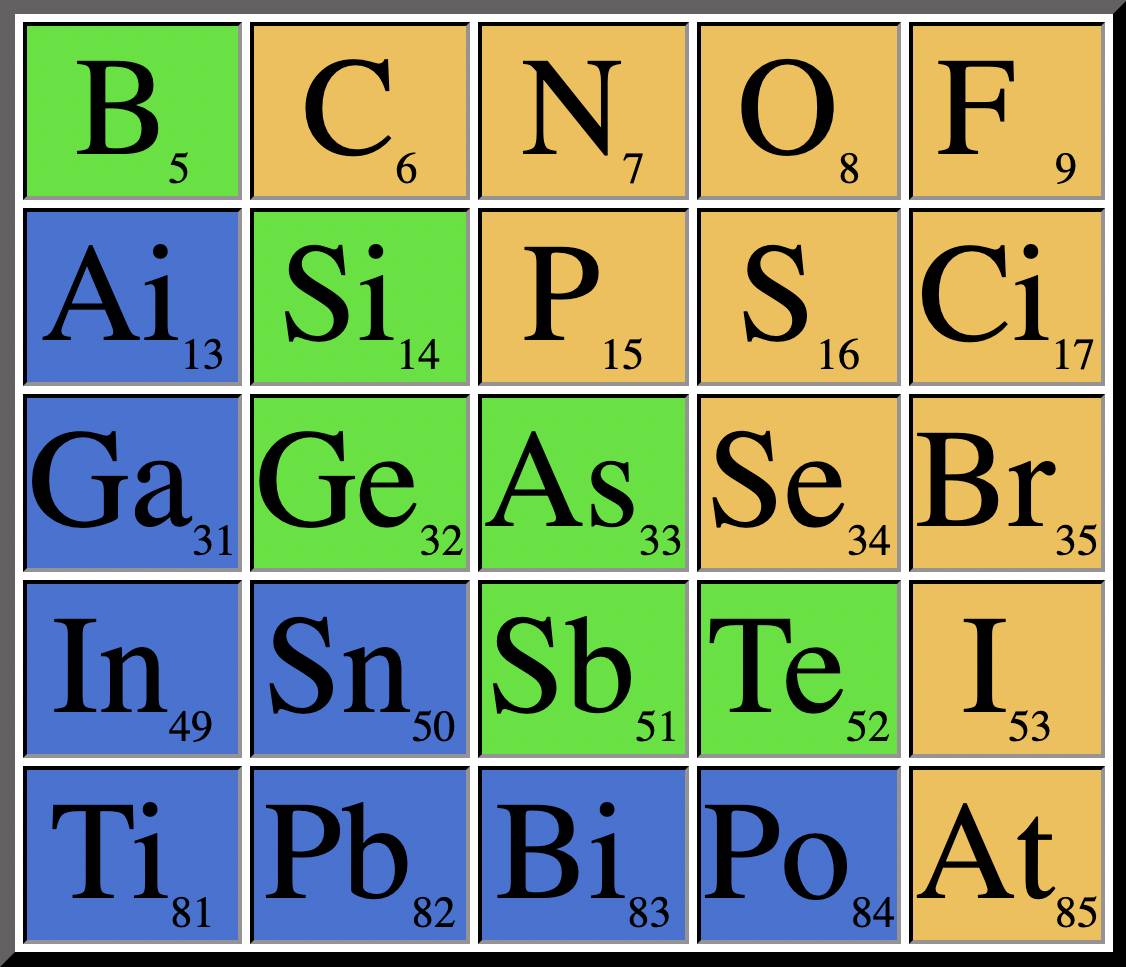 B 5 C 6 N 7 O 8 F 9
Ai 13 Si 14 P 15 S 16 Ci 17
Ga 31 Ge 32 As 33 Se 34 Br 35
In 49 Sn 50 Sb 51 Te 52 I 53
Ti 81 Pb 82 Bi 83 Po 84 At 85